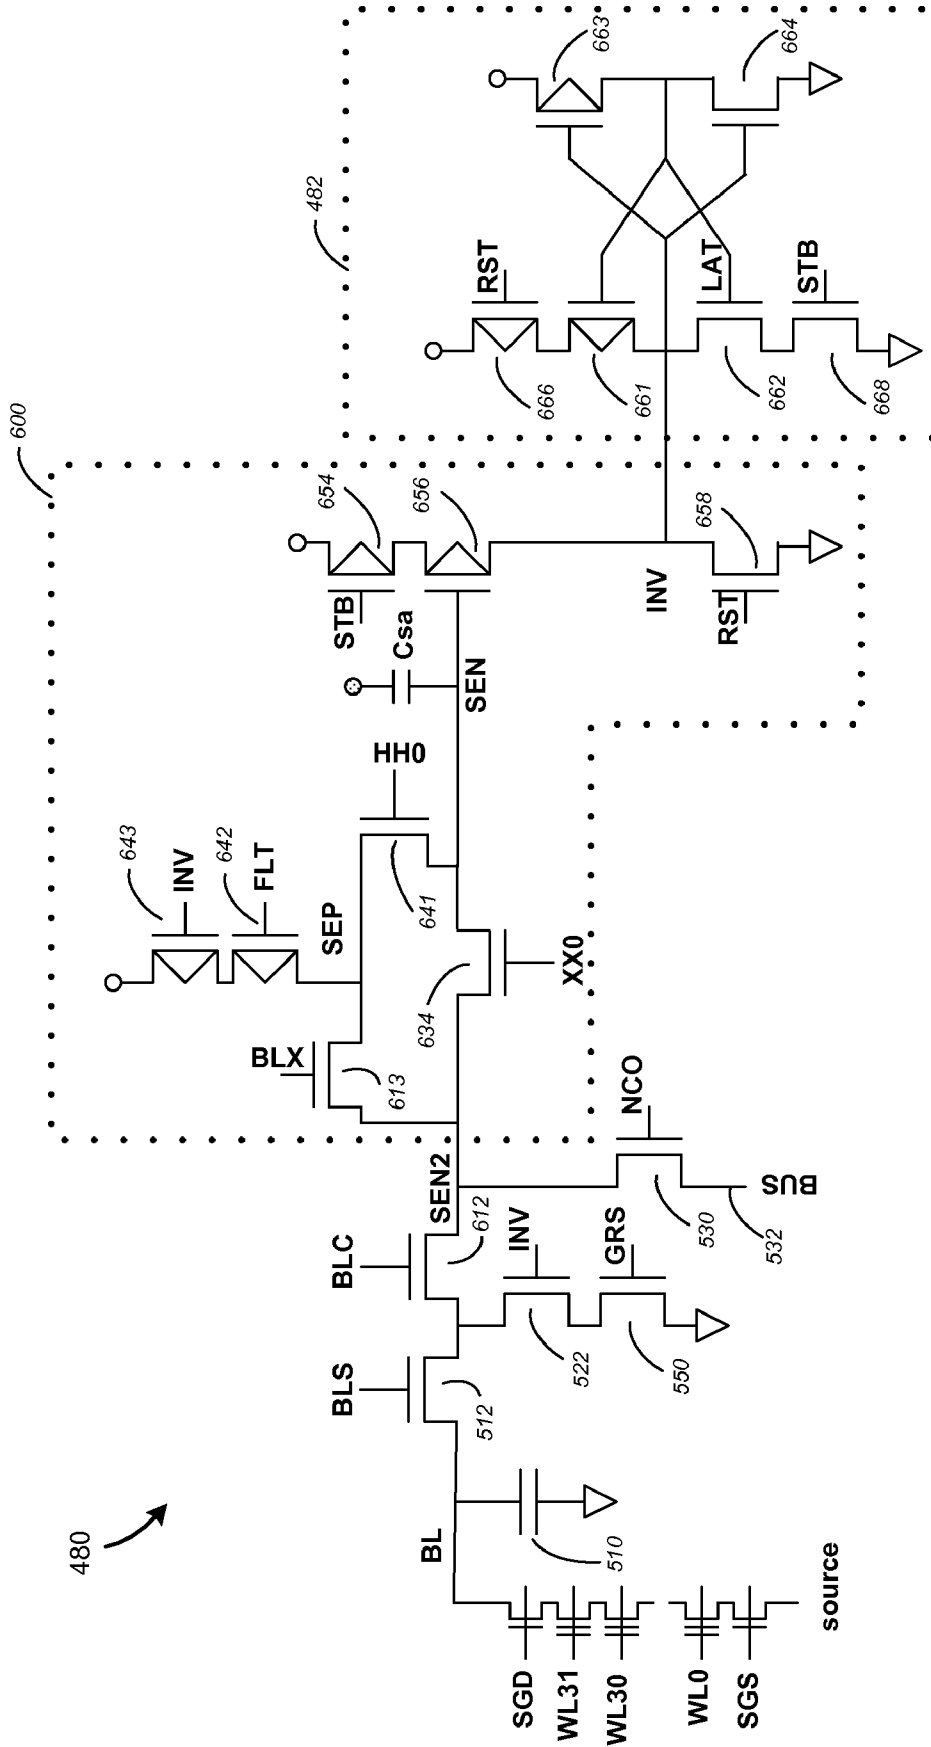 663
664
482
RST
LAT
STB
666
661
662
668
600
654
656
658
STB
Csa
INV
RST
SEN
HH0
643
INV
642
FLT
SEP
641
634
XX0
BLX
613
NCO
SEN2
612
BUS
530
532
BLC
INV
GRS
522
550
BLS
512
480
BL
510
source
SGD
WL31
WL30
WL0
SGS